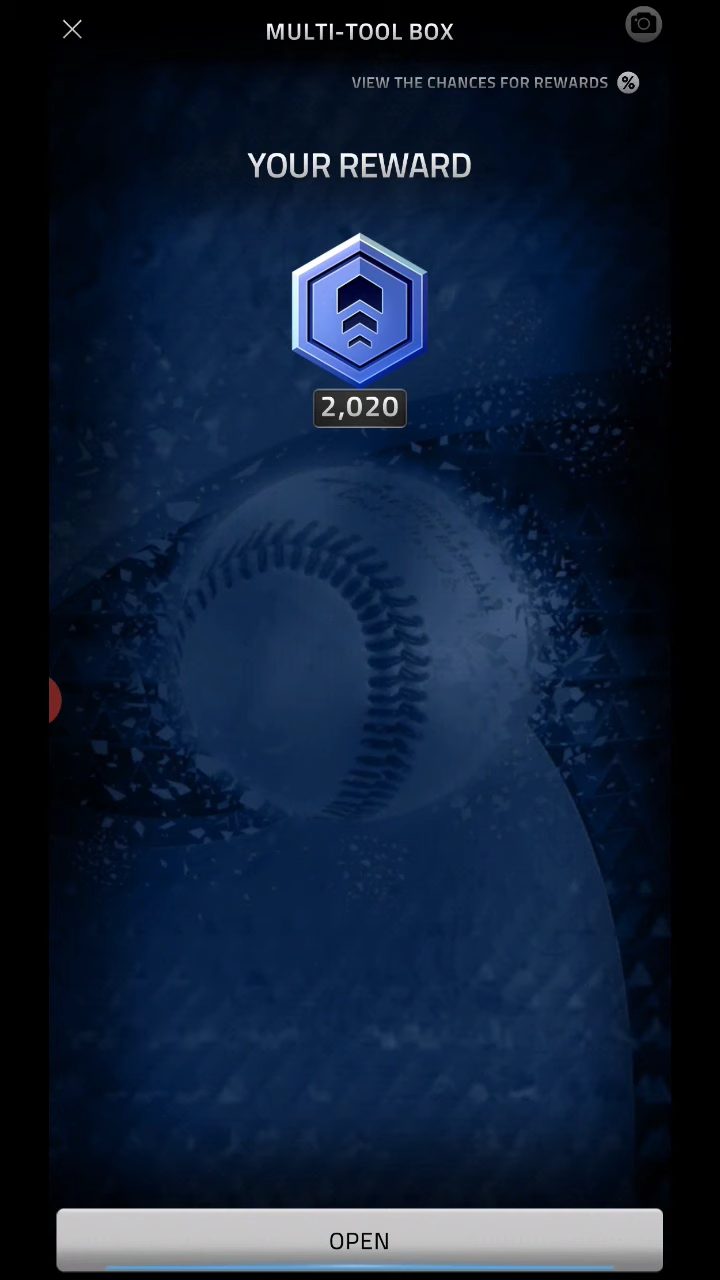 MULTI-TOOL BOX
VIEW THE CHANCES FOR REWARDS %
YOUR REWARD
2,020
OPEN